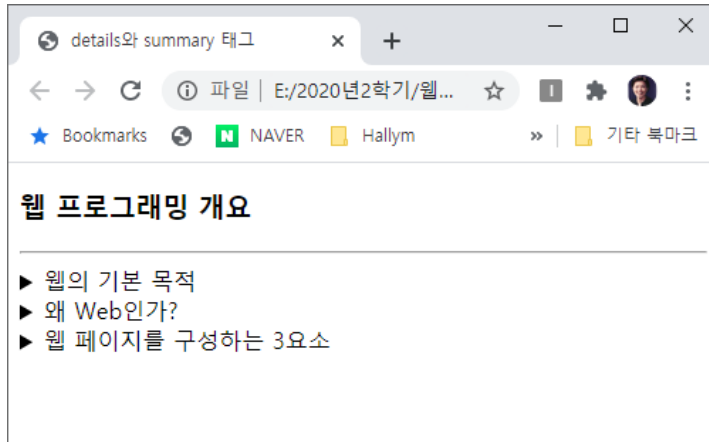 details와 summary 태그
파일 | E:/2020년2학기/웹...
Bookmarks NAVER Hallym » 기타 북마크
웹 프로그래밍 개요
▶ 웹의 기본 목적
▶ 왜 Web인가?
▶ 웹 페이지를 구성하는 3요소